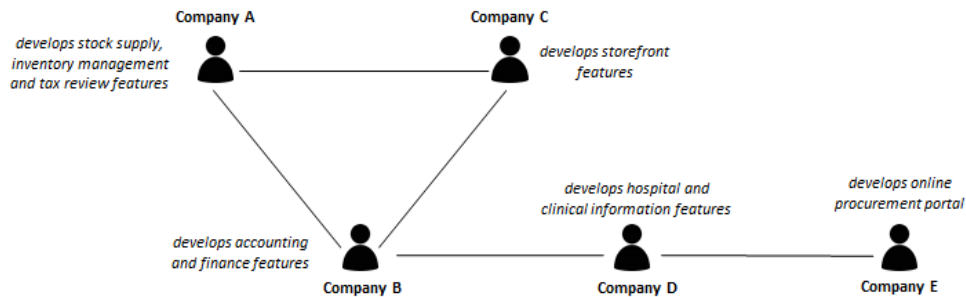 Company A
develops stock supply,
inventory management
and tax review features
Company C
develops storefront
features
develops accounting
and finance features
Company B
develops hospital and
clinical information features
Company D
develops online
procurement portal
Company E